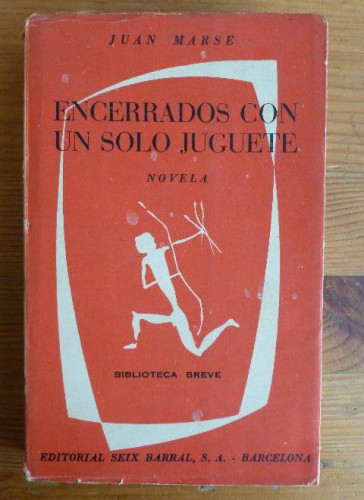 JUAN MARSE
ENCERRADOS CON
UN SOLO JUGUETE
NOVELA
BIBLIOTECA BREVE
EDITORIAL SEIX BARRAL, S. A. - BARCELONA